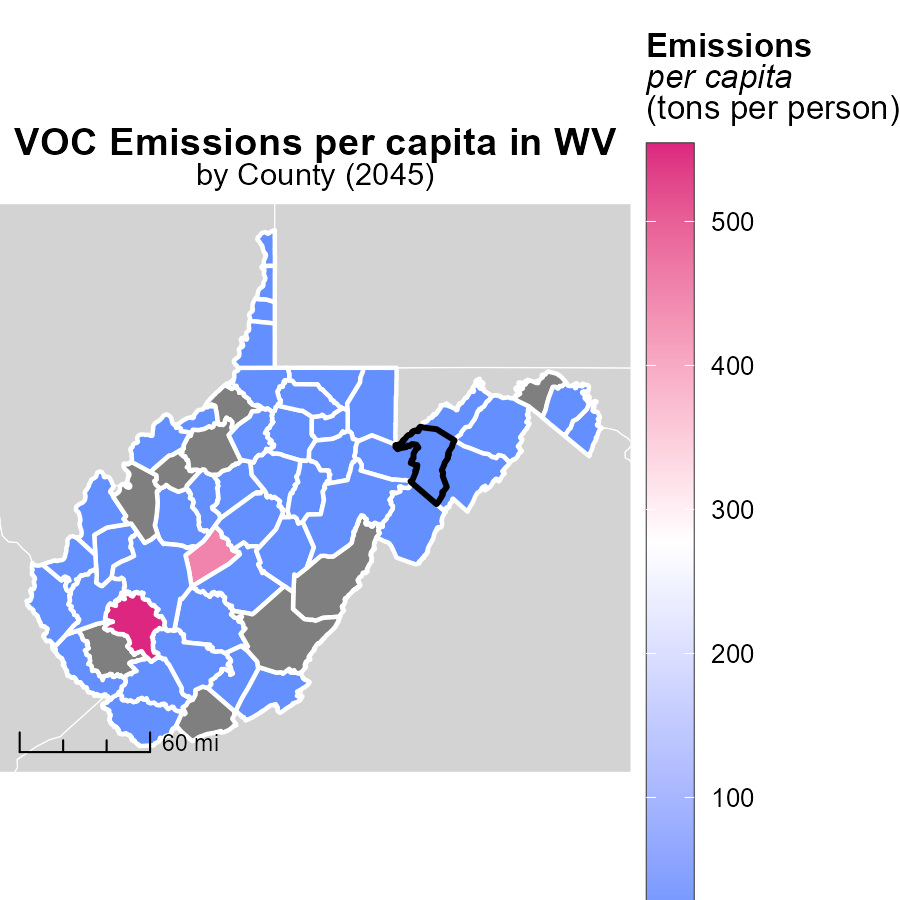 Emissions
per capita
(tons per person)
VOC Emissions per capita in WV
by County (2045)
500
400
300
200
100
60 mi